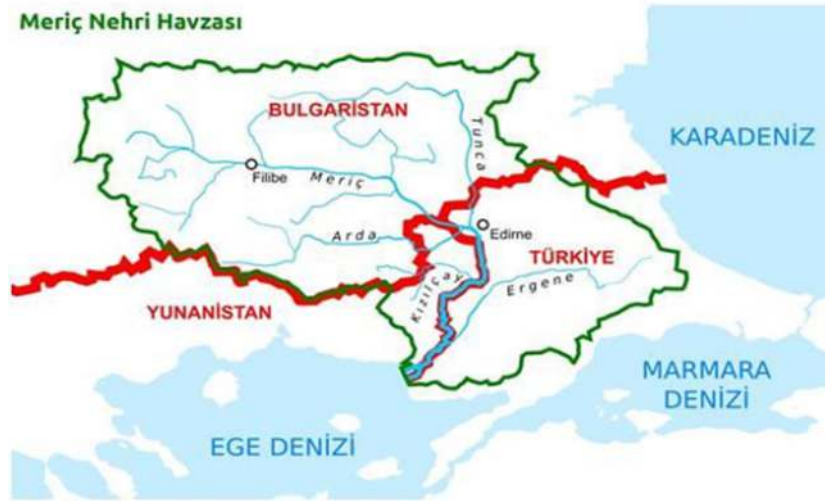 Meriç Nehri Havzası
BULGARİSTAN
Tunca
KARADENİZ
Filibe
Meriç
Arda
Edirne
TÜRKİYE
Kızılçay
Ergene
YUNANİSTAN
MARMARA
DENİZİ
EGE DENİZİ